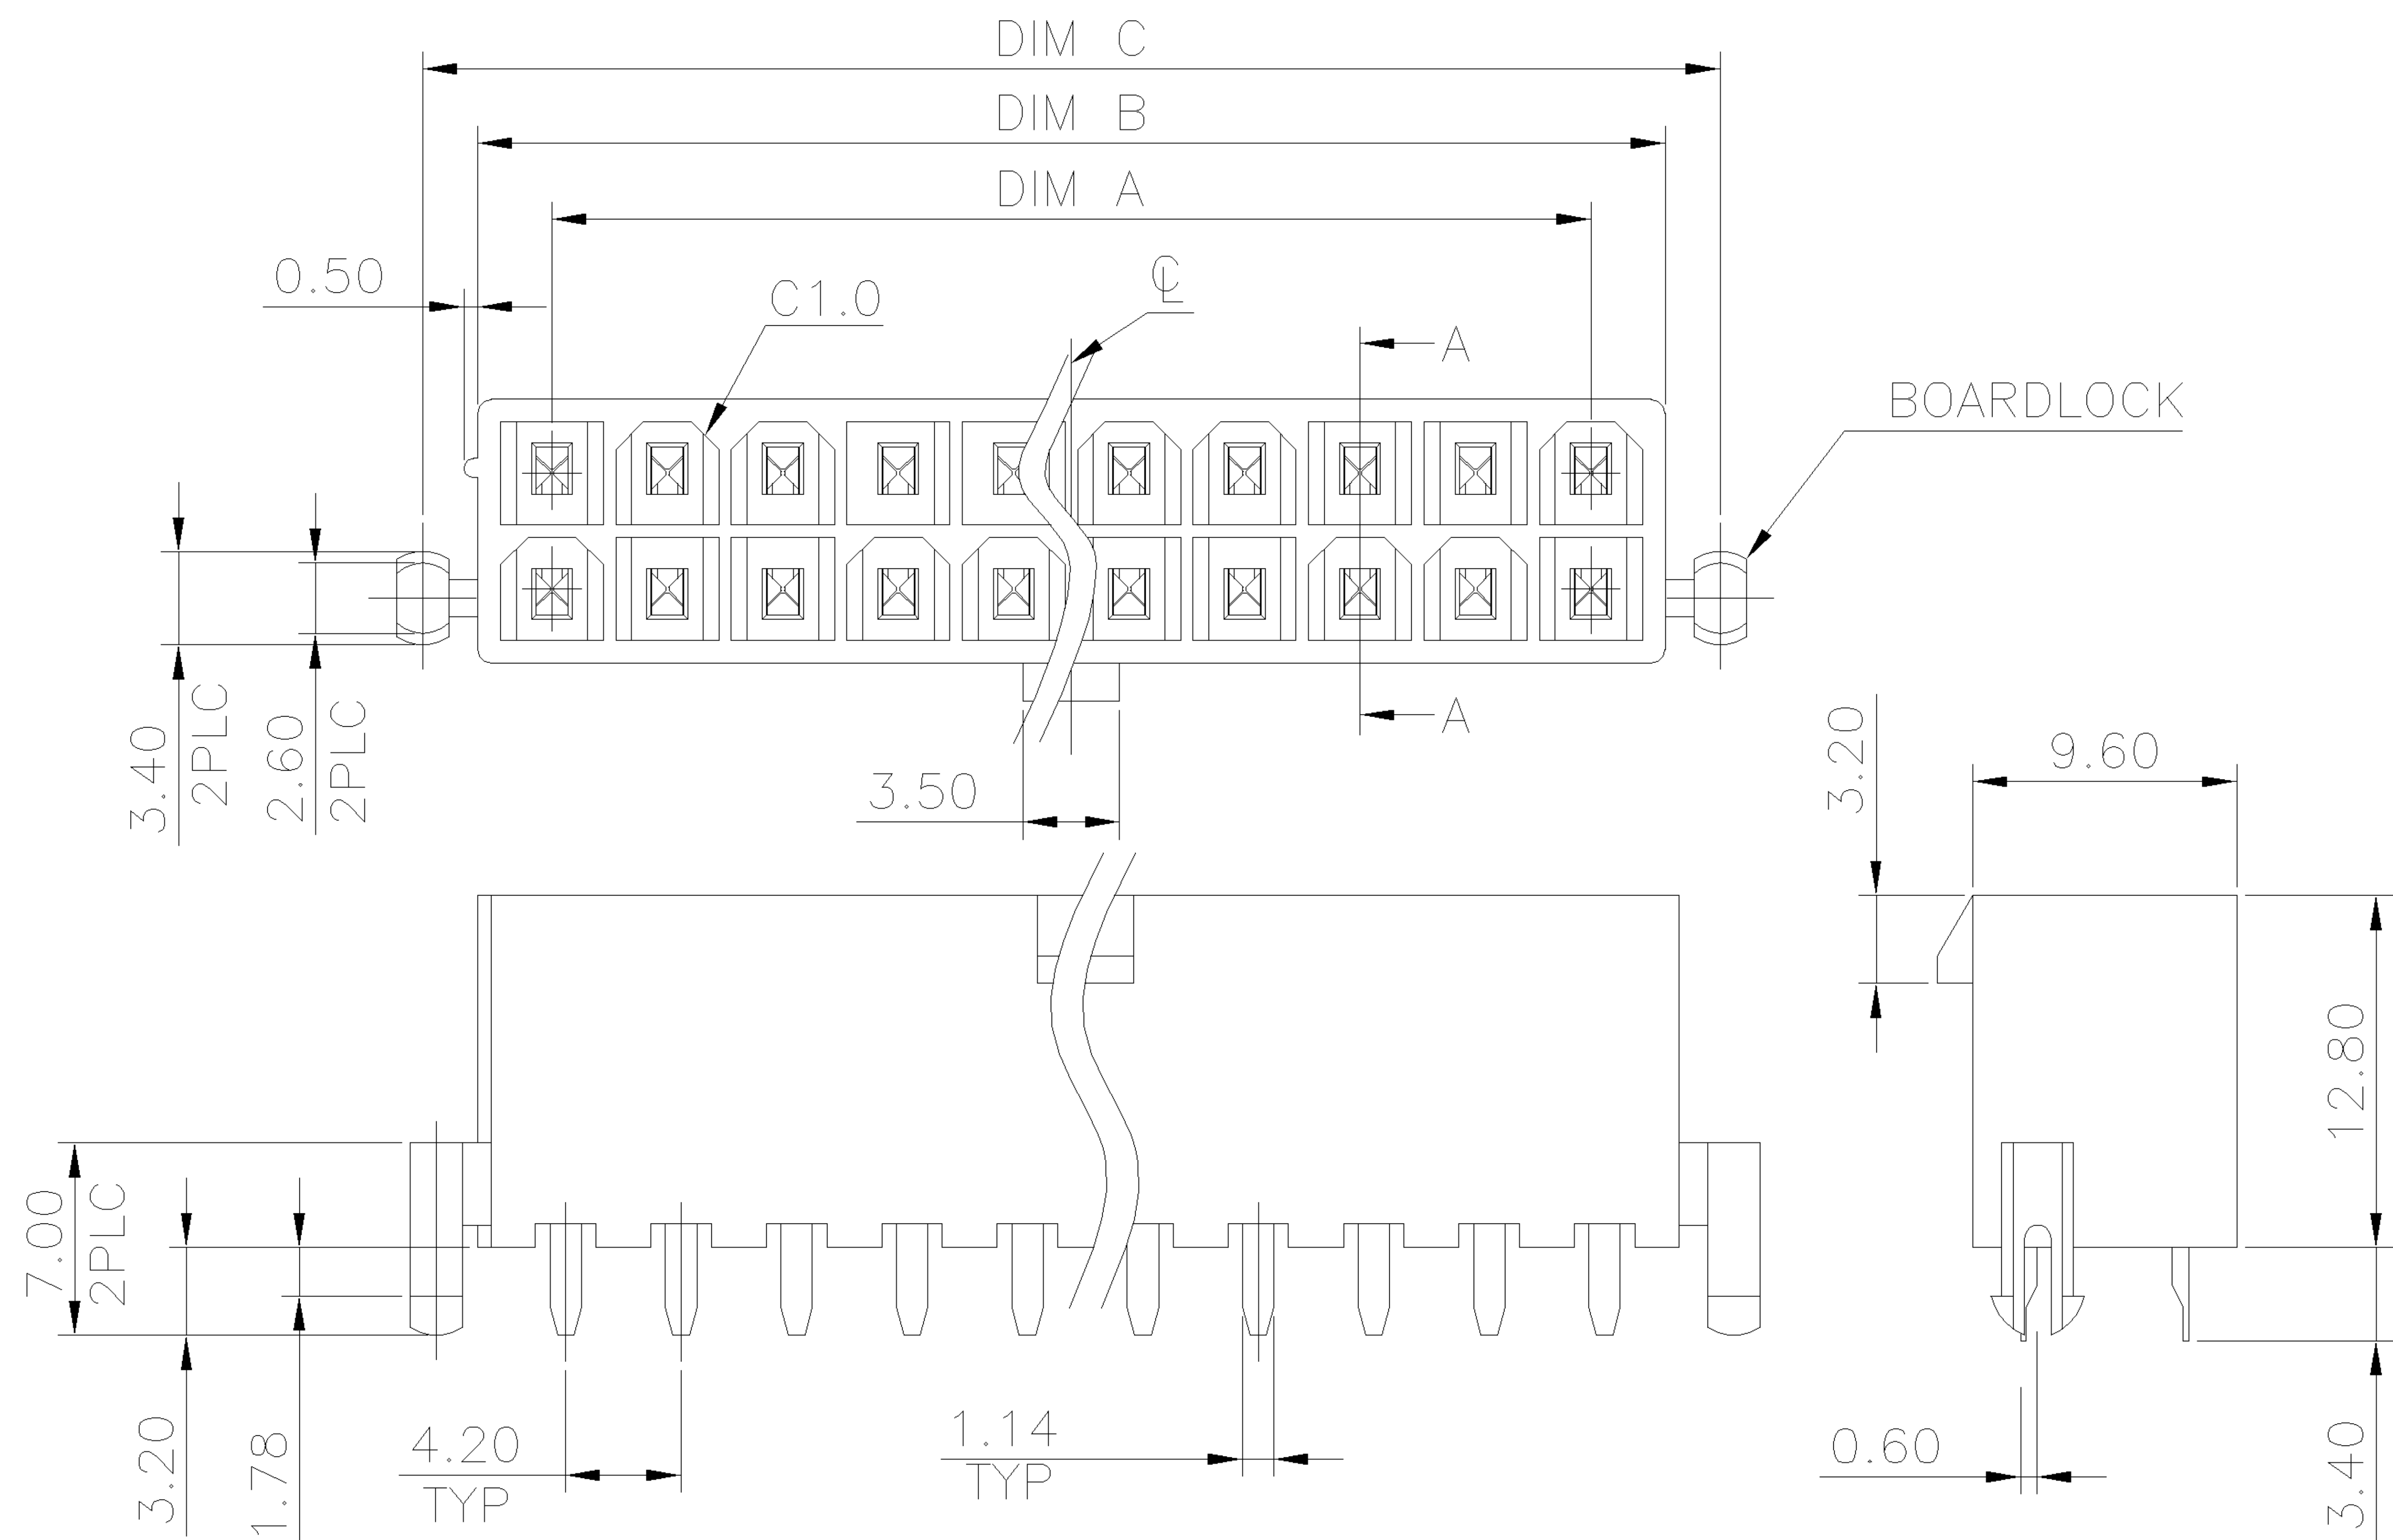 DIM C
DIM B
DIM A
0.50
C1.0
℄
A
BOARDLOCK
A
3.40
2PLC
2.60
2PLC
3.50
3.20
9.60
12.80
7.00
2PLC
3.20
1.78
4.20
TYP
1.14
TYP
0.60
3.40